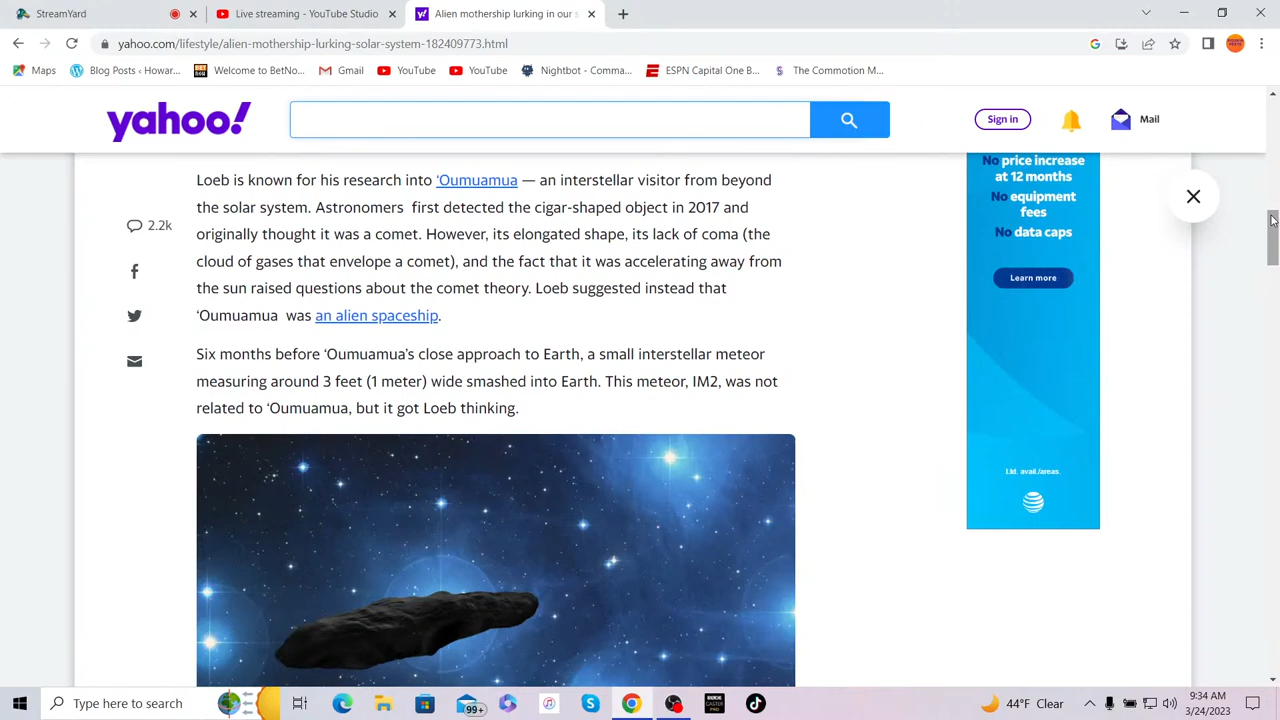 StreamYard
Live streaming - YouTube Studio
Alien mothership lurking in our s
yahoo.com/lifestyle/alien-mothership-lurking-solar-system-182409773.html
Maps
Blog Posts ‹ Howar...
BET NOW
Welcome to BetNo...
Gmail
YouTube
YouTube
Nightbot - Comma...
ESPN Capital One B...
The Commotion M...
yahoo!
Sign in
Mail
Loeb is known for his research into ‘Oumuamua — an interstellar visitor from beyond
the solar system. Astronomers first detected the cigar-shaped object in 2017 and
originally thought it was a comet. However, its elongated shape, its lack of coma (the
cloud of gases that envelope a comet), and the fact that it was accelerating away from
the sun raised questions about the comet theory. Loeb suggested instead that
‘Oumuamua was an alien spaceship.
Six months before ‘Oumuamua’s close approach to Earth, a small interstellar meteor
measuring around 3 feet (1 meter) wide smashed into Earth. This meteor, IM2, was not
related to ‘Oumuamua, but it got Loeb thinking.
2.2k
No price increase
at 12 months
No equipment
fees
No data caps
Learn more
Ltd. avail./areas.
Type here to search
99+
44°F Clear
9:34 AM
3/24/2023